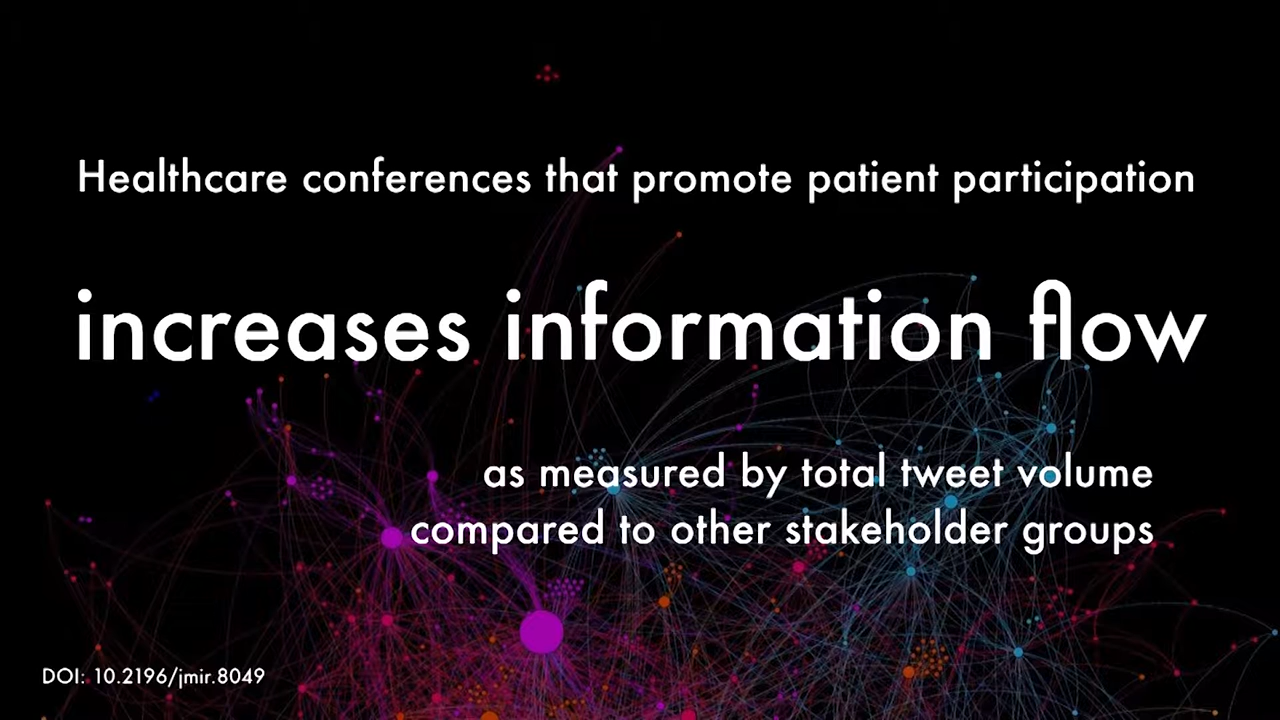 Healthcare conferences that promote patient participation
increases information flow
as measured by total tweet volume
compared to other stakeholder groups
DOI: 10.2196/jmir.8049